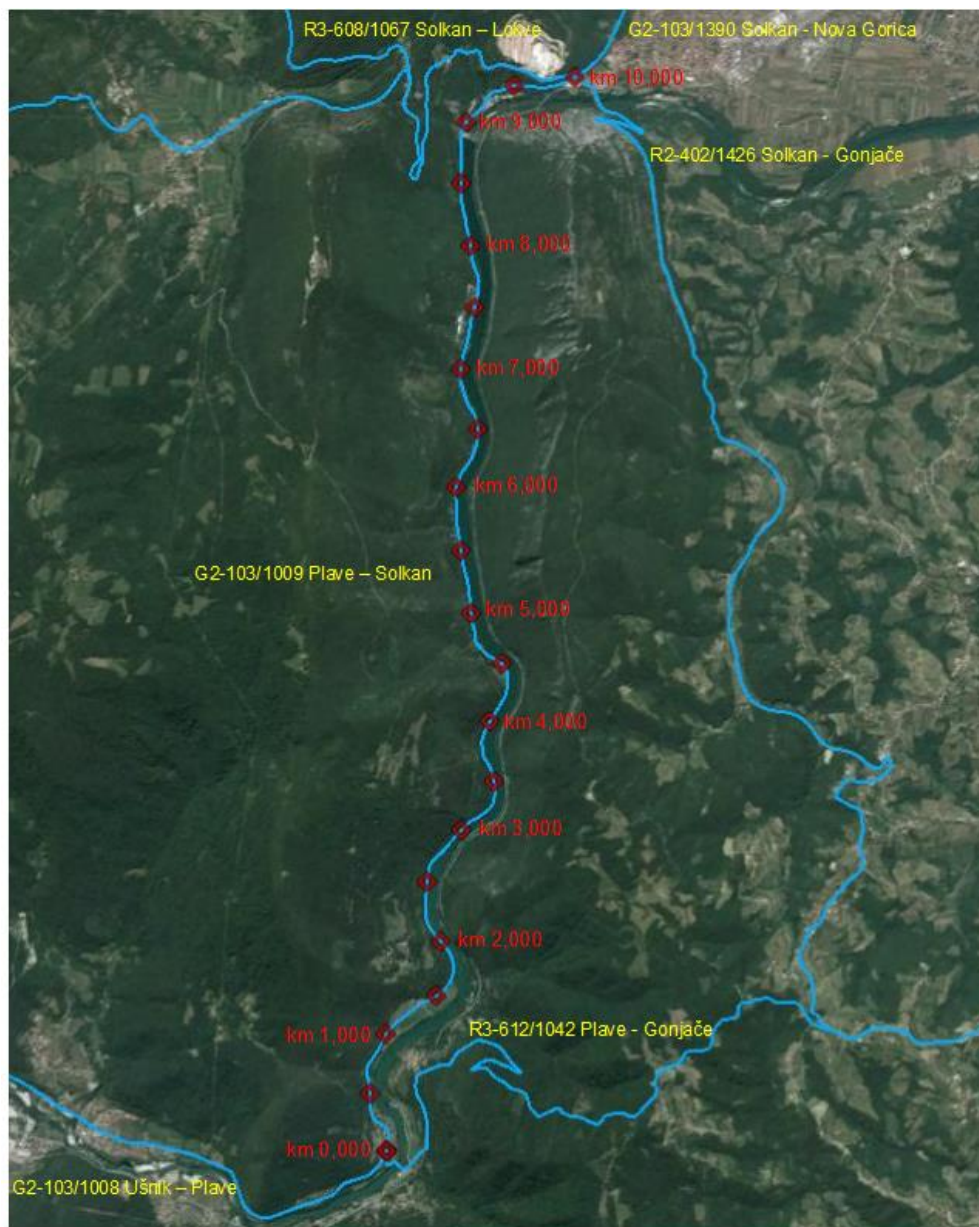 R3-608/1067 Solkan – Lokve
G2-103/1390 Solkan - Nova Gorica
km 10,000
km 9,000
R2-402/1426 Solkan - Gonjače
km 8,000
km 7,000
km 6,000
G2-103/1009 Plave – Solkan
km 5,000
km 4,000
km 3,000
km 2,000
km 1,000
R3-612/1042 Plave - Gonjače
km 0,000
G2-103/1008 Ušnik – Plave